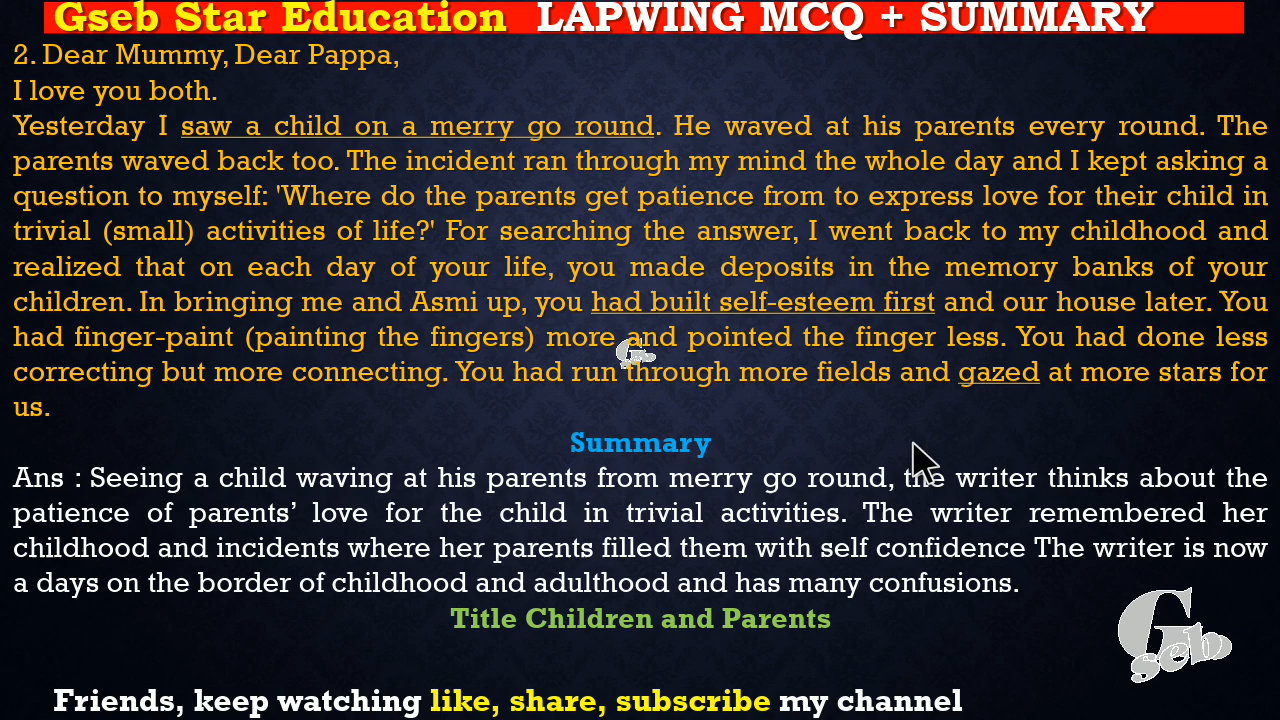 Gseb Star Education LAPWING MCQ + SUMMARY
2. Dear Mummy, Dear Pappa,
I love you both.
Yesterday I saw a child on a merry go round. He waved at his parents every round. The
parents waved back too. The incident ran through my mind the whole day and I kept asking a
question to myself: 'Where do the parents get patience from to express love for their child in
trivial (small) activities of life?' For searching the answer, I went back to my childhood and
realized that on each day of your life, you made deposits in the memory banks of your
children. In bringing me and Asmi up, you had built self-esteem first and our house later. You
had finger-paint (painting the fingers) more and pointed the finger less. You had done less
correcting but more connecting. You had run through more fields and gazed at more stars for
us.
Summary
Ans : Seeing a child waving at his parents from merry go round, the writer thinks about the
patience of parents’ love for the child in trivial activities. The writer remembered her
childhood and incidents where her parents filled them with self confidence The writer is now
a days on the border of childhood and adulthood and has many confusions.
Title Children and Parents
Gseb
Friends, keep watching like, share, subscribe my channel